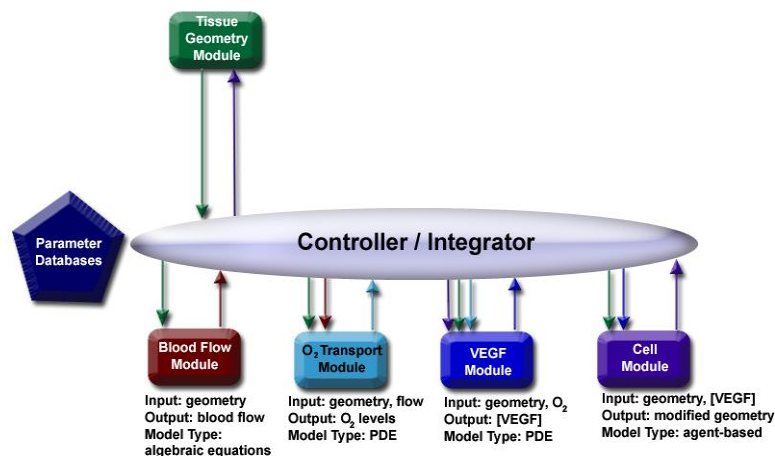 Tissue
Geometry
Module
Parameter
Databases
Controller / Integrator
Blood Flow
Module
Input: geometry
Output: blood flow
Model Type:
algebraic equations
O₂ Transport
Module
Input: geometry, flow
Output: O₂ levels
Model Type: PDE
VEGF
Module
Input: geometry, O₂
Output: [VEGF]
Model Type: PDE
Cell
Module
Input: geometry, [VEGF]
Output: modified geometry
Model Type: agent-based